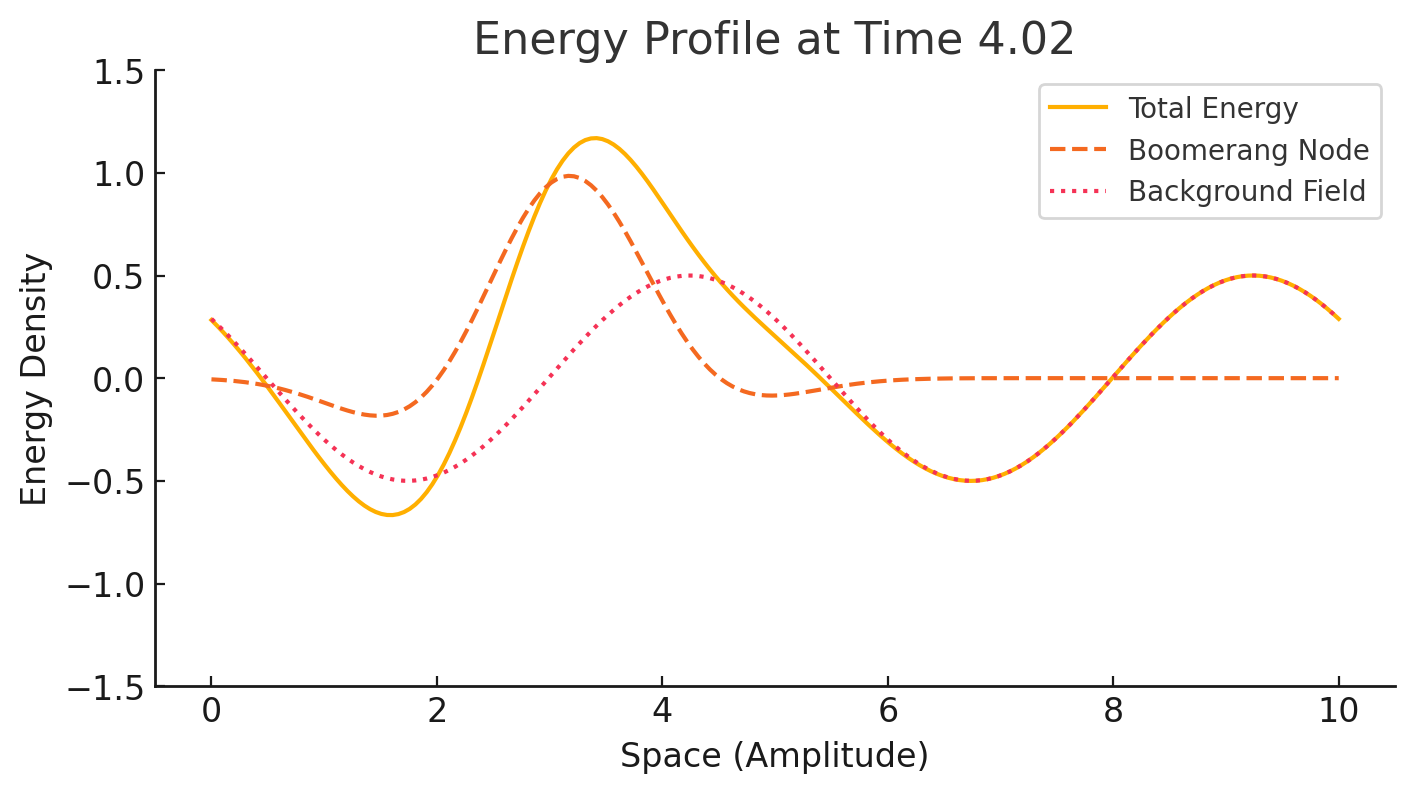 Energy Profile at Time 4.02
Total Energy
Boomerang Node
Background Field
Energy Density
1.5
1.0
0.5
0.0
−0.5
−1.0
−1.5
0 2 4 6 8 10
Space (Amplitude)